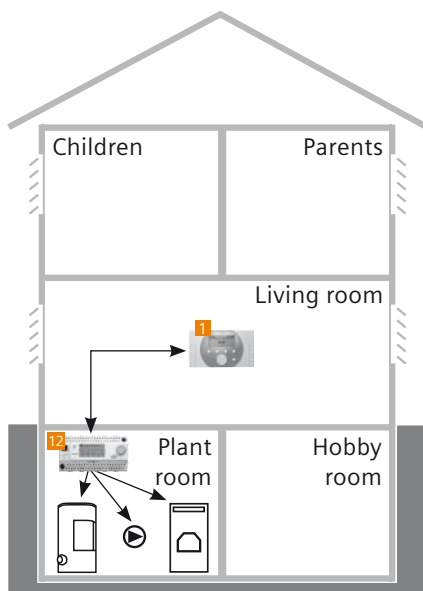 Children
Parents
Living room
1
12
Plant
room
Hobby
room